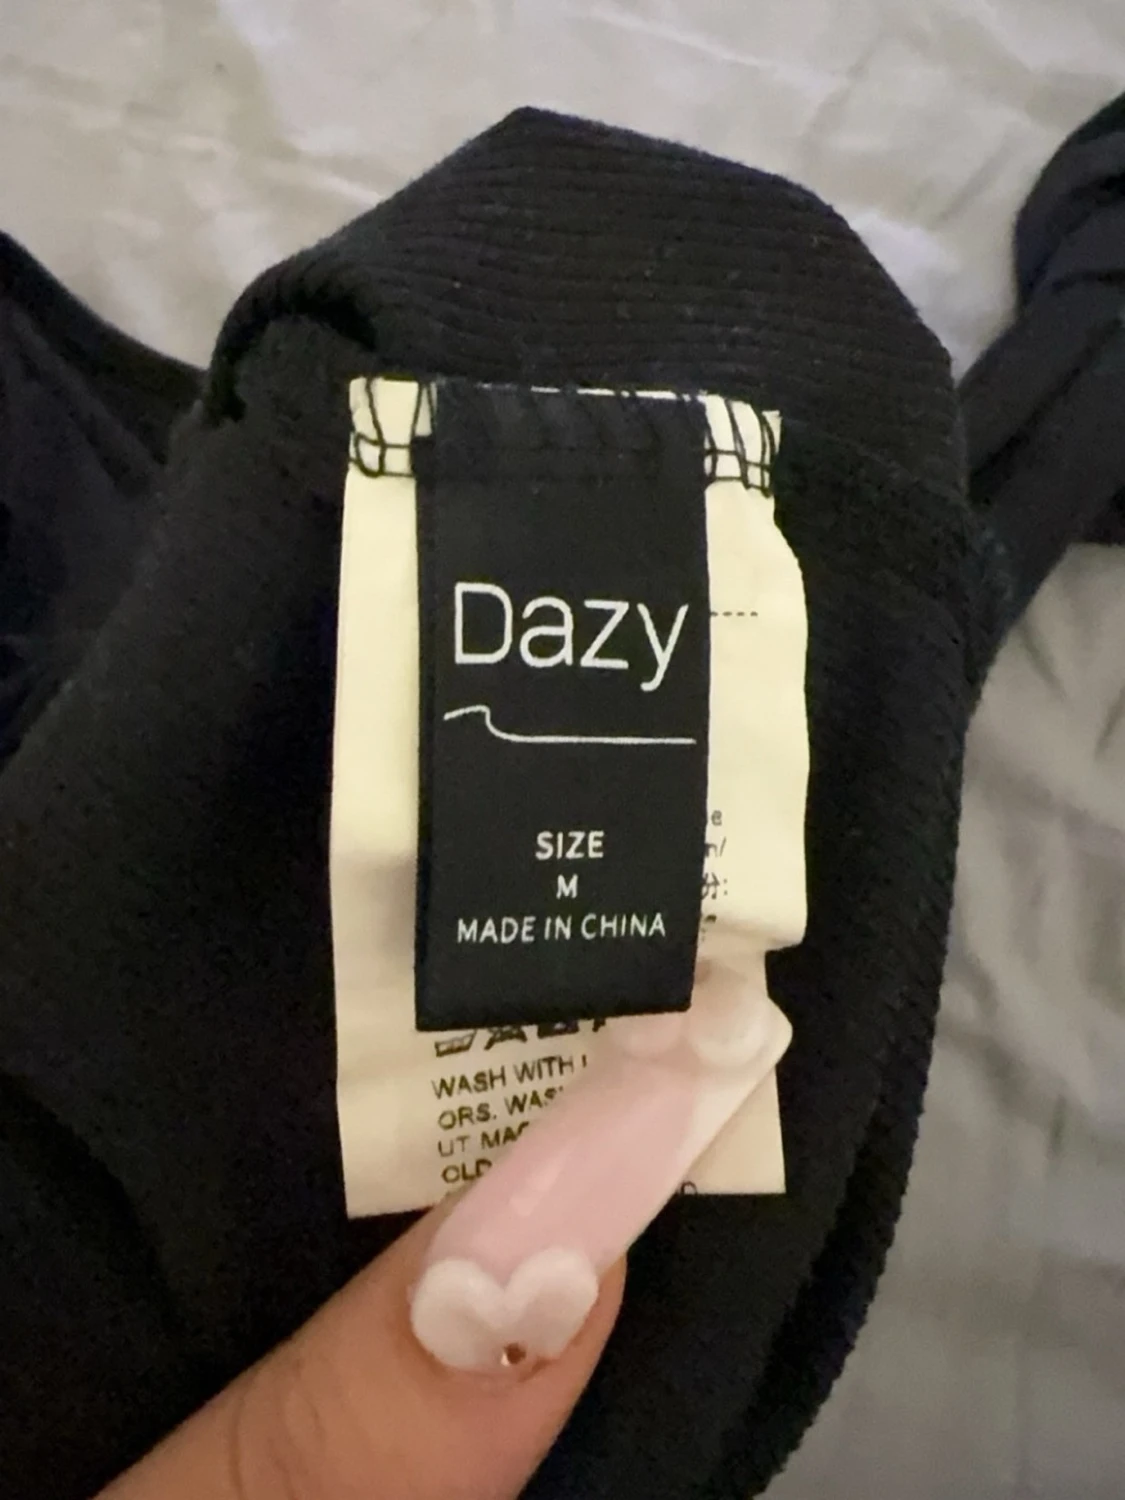 Dazy
SIZE
M
MADE IN CHINA
WASH WITH
ORS. WAS
UT MAC
OLD